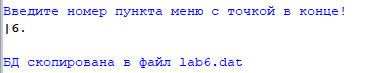 Введите номер пункта меню с точкой в конце!
6.
БД скопирована в файл lab6.dat